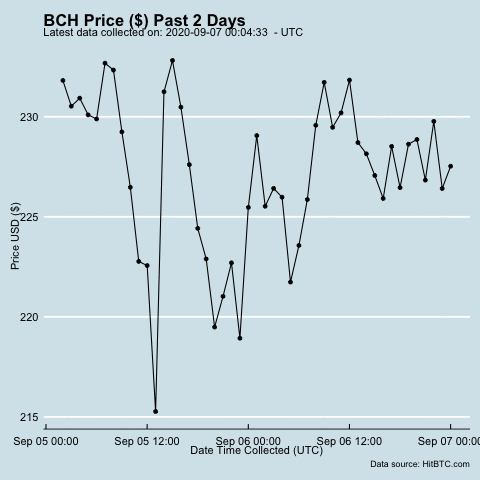 BCH Price ($) Past 2 Days
Latest data collected on: 2020-09-07 00:04:33 - UTC
230
225
220
215
Price USD ($)
Sep 05 00:00 Sep 05 12:00 Sep 06 00:00 Sep 06 12:00 Sep 07 00:00
Date Time Collected (UTC)
Data source: HitBTC.com